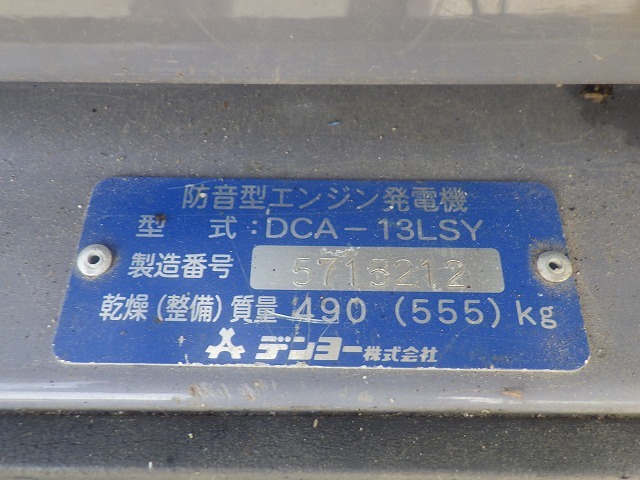 防音型エンジン発電機
型 式:DCA-13LSY
製造番号 5715212
乾燥(整備)質量 490 (555) kg
デンヨー株式会社